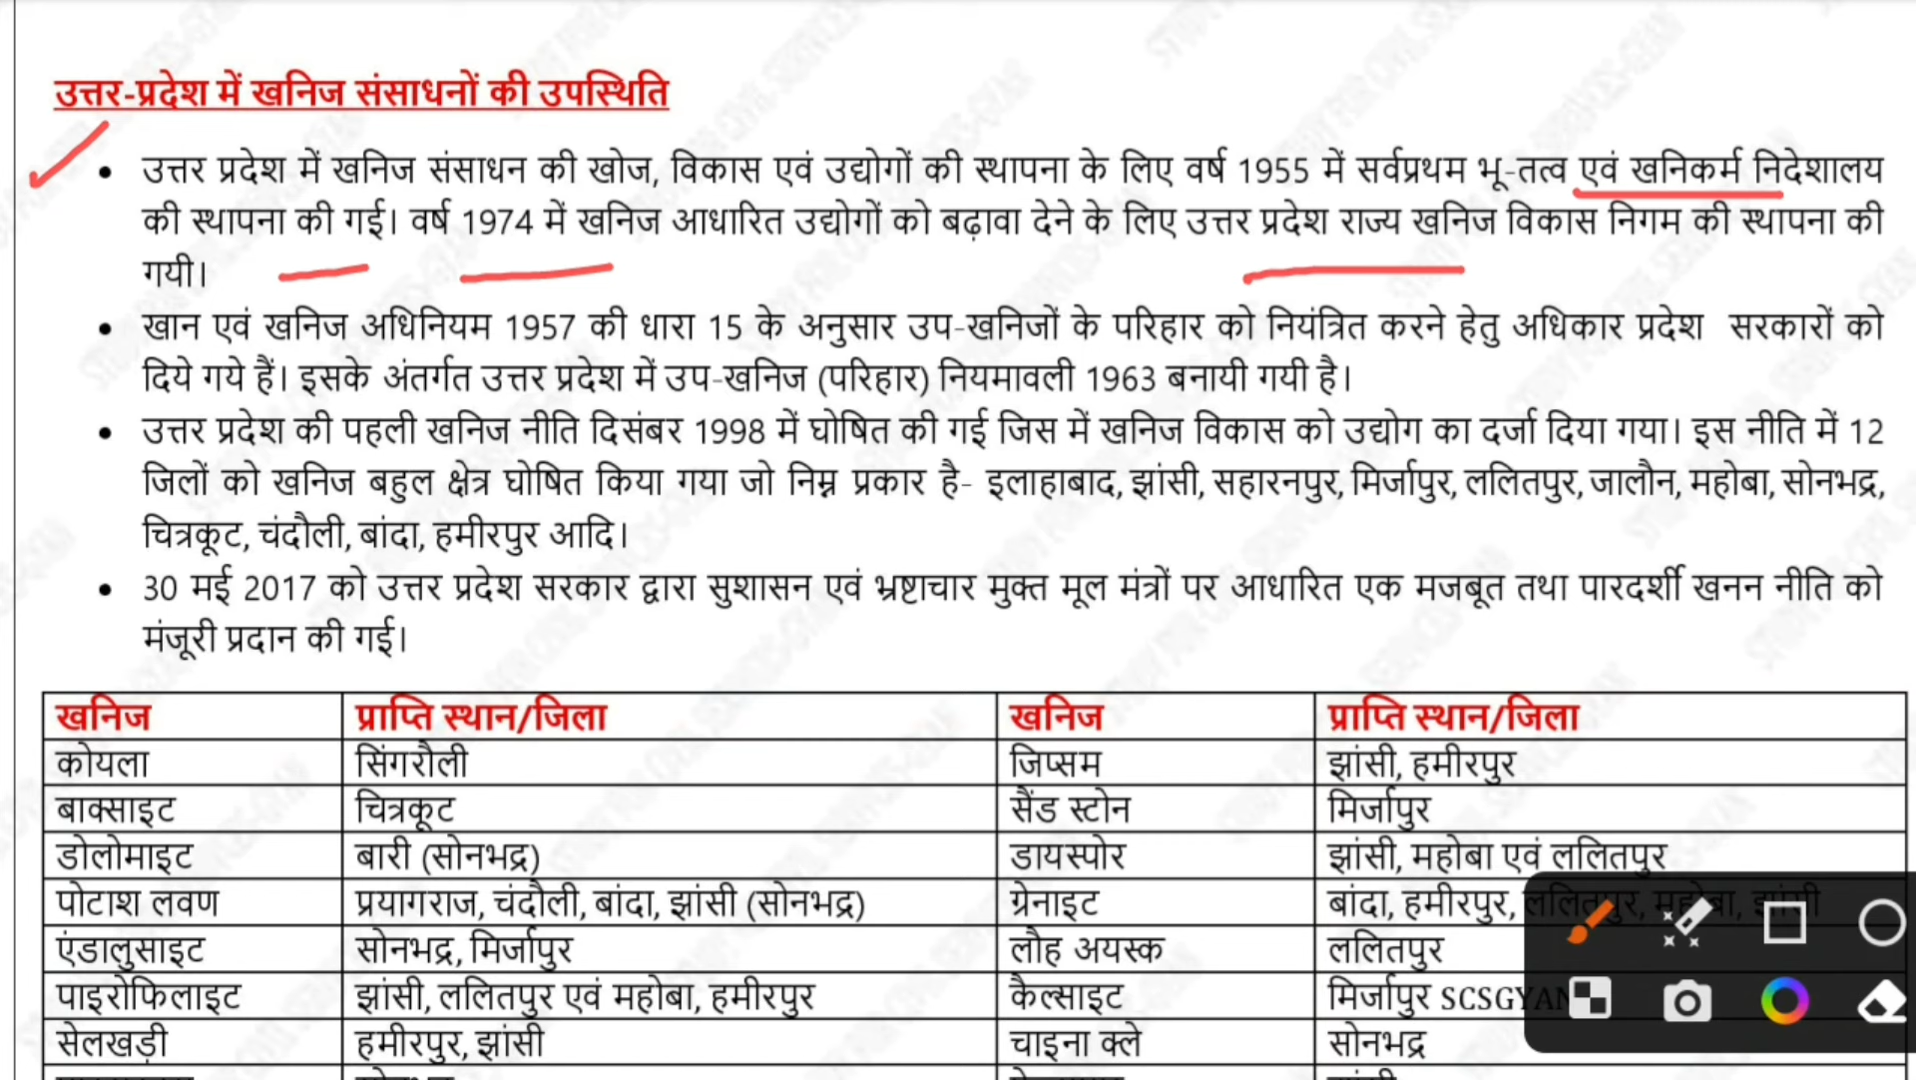 उत्तर-प्रदेश में खनिज संसाधनों की उपस्थिति
• उत्तर प्रदेश में खनिज संसाधन की खोज, विकास एवं उद्योगों की स्थापना के लिए वर्ष 1955 में सर्वप्रथम भू-तत्व एवं खनिकर्म निदेशालय
की स्थापना की गई। वर्ष 1974 में खनिज आधारित उद्योगों को बढ़ावा देने के लिए उत्तर प्रदेश राज्य खनिज विकास निगम की स्थापना की
गयी।
• खान एवं खनिज अधिनियम 1957 की धारा 15 के अनुसार उप-खनिजों के परिहार को नियंत्रित करने हेतु अधिकार प्रदेश सरकारों को
दिये गये हैं। इसके अंतर्गत उत्तर प्रदेश में उप-खनिज (परिहार) नियमावली 1963 बनायी गयी है।
• उत्तर प्रदेश की पहली खनिज नीति दिसंबर 1998 में घोषित की गई जिस में खनिज विकास को उद्योग का दर्जा दिया गया। इस नीति में 12
जिलों को खनिज बहुल क्षेत्र घोषित किया गया जो निम्न प्रकार है- इलाहाबाद, झांसी, सहारनपुर, मिर्जापुर, ललितपुर, जालौन, महोबा, सोनभद्र,
चित्रकूट, चंदौली, बांदा, हमीरपुर आदि।
• 30 मई 2017 को उत्तर प्रदेश सरकार द्वारा सुशासन एवं भ्रष्टाचार मुक्त मूल मंत्रों पर आधारित एक मजबूत तथा पारदर्शी खनन नीति को
मंजूरी प्रदान की गई।
खनिज प्राप्ति स्थान/जिला खनिज प्राप्ति स्थान/जिला
कोयला सिंगरौली जिप्सम झांसी, हमीरपुर
बाक्साइट चित्रकूट सैंड स्टोन मिर्जापुर
डोलोमाइट बारी (सोनभद्र) डायस्पोर झांसी, महोबा एवं ललितपुर
पोटाश लवण प्रयागराज, चंदौली, बांदा, झांसी (सोनभद्र) ग्रेनाइट बांदा, हमीरपुर, ललितपुर, महोबा, झांसी
एंडालुसाइट सोनभद्र, मिर्जापुर लौह अयस्क ललितपुर
पाइरोफिलाइट झांसी, ललितपुर एवं महोबा, हमीरपुर कैल्साइट मिर्जापुर SCSGYAN
सेलखड़ी हमीरपुर, झांसी चाइना क्ले सोनभद्र